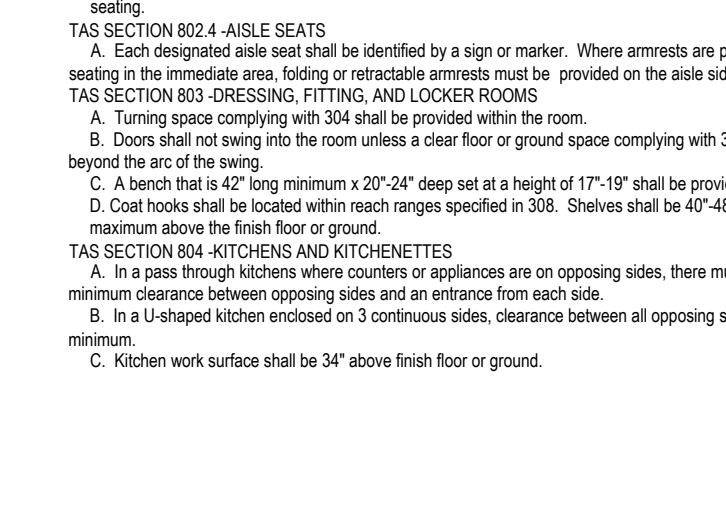 seating.
TAS SECTION 802.4 -AISLE SEATS
A. Each designated aisle seat shall be identified by a sign or marker. Where armrests are p
seating in the immediate area, folding or retractable armrests must be provided on the aisle sid
TAS SECTION 803 -DRESSING, FITTING, AND LOCKER ROOMS
A. Turning space complying with 304 shall be provided within the room.
B. Doors shall not swing into the room unless a clear floor or ground space complying with 3
beyond the arc of the swing.
C. A bench that is 42" long minimum x 20"-24" deep set at a height of 17"-19" shall be provi
D. Coat hooks shall be located within reach ranges specified in 308. Shelves shall be 40"-48
maximum above the finish floor or ground.
TAS SECTION 804 -KITCHENS AND KITCHENETTES
A. In a pass through kitchens where counters or appliances are on opposing sides, there mu
minimum clearance between opposing sides and an entrance from each side.
B. In a U-shaped kitchen enclosed on 3 continuous sides, clearance between all opposing s
minimum.
C. Kitchen work surface shall be 34" above finish floor or ground.